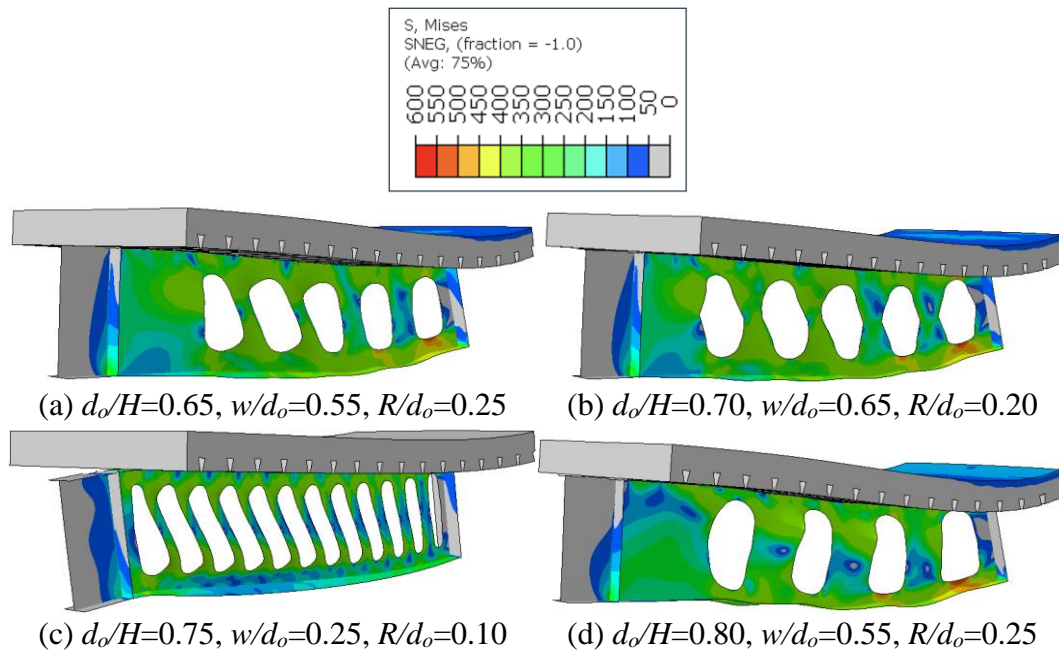 S, Mises
SNEG, (fraction = -1.0)
(Avg: 75%)
600
550
500
450
400
350
300
250
200
150
100
50
0
(a) dₒ/H=0.65, w/dₒ=0.55, R/dₒ=0.25
(b) dₒ/H=0.70, w/dₒ=0.65, R/dₒ=0.20
(c) dₒ/H=0.75, w/dₒ=0.25, R/dₒ=0.10
(d) dₒ/H=0.80, w/dₒ=0.55, R/dₒ=0.25